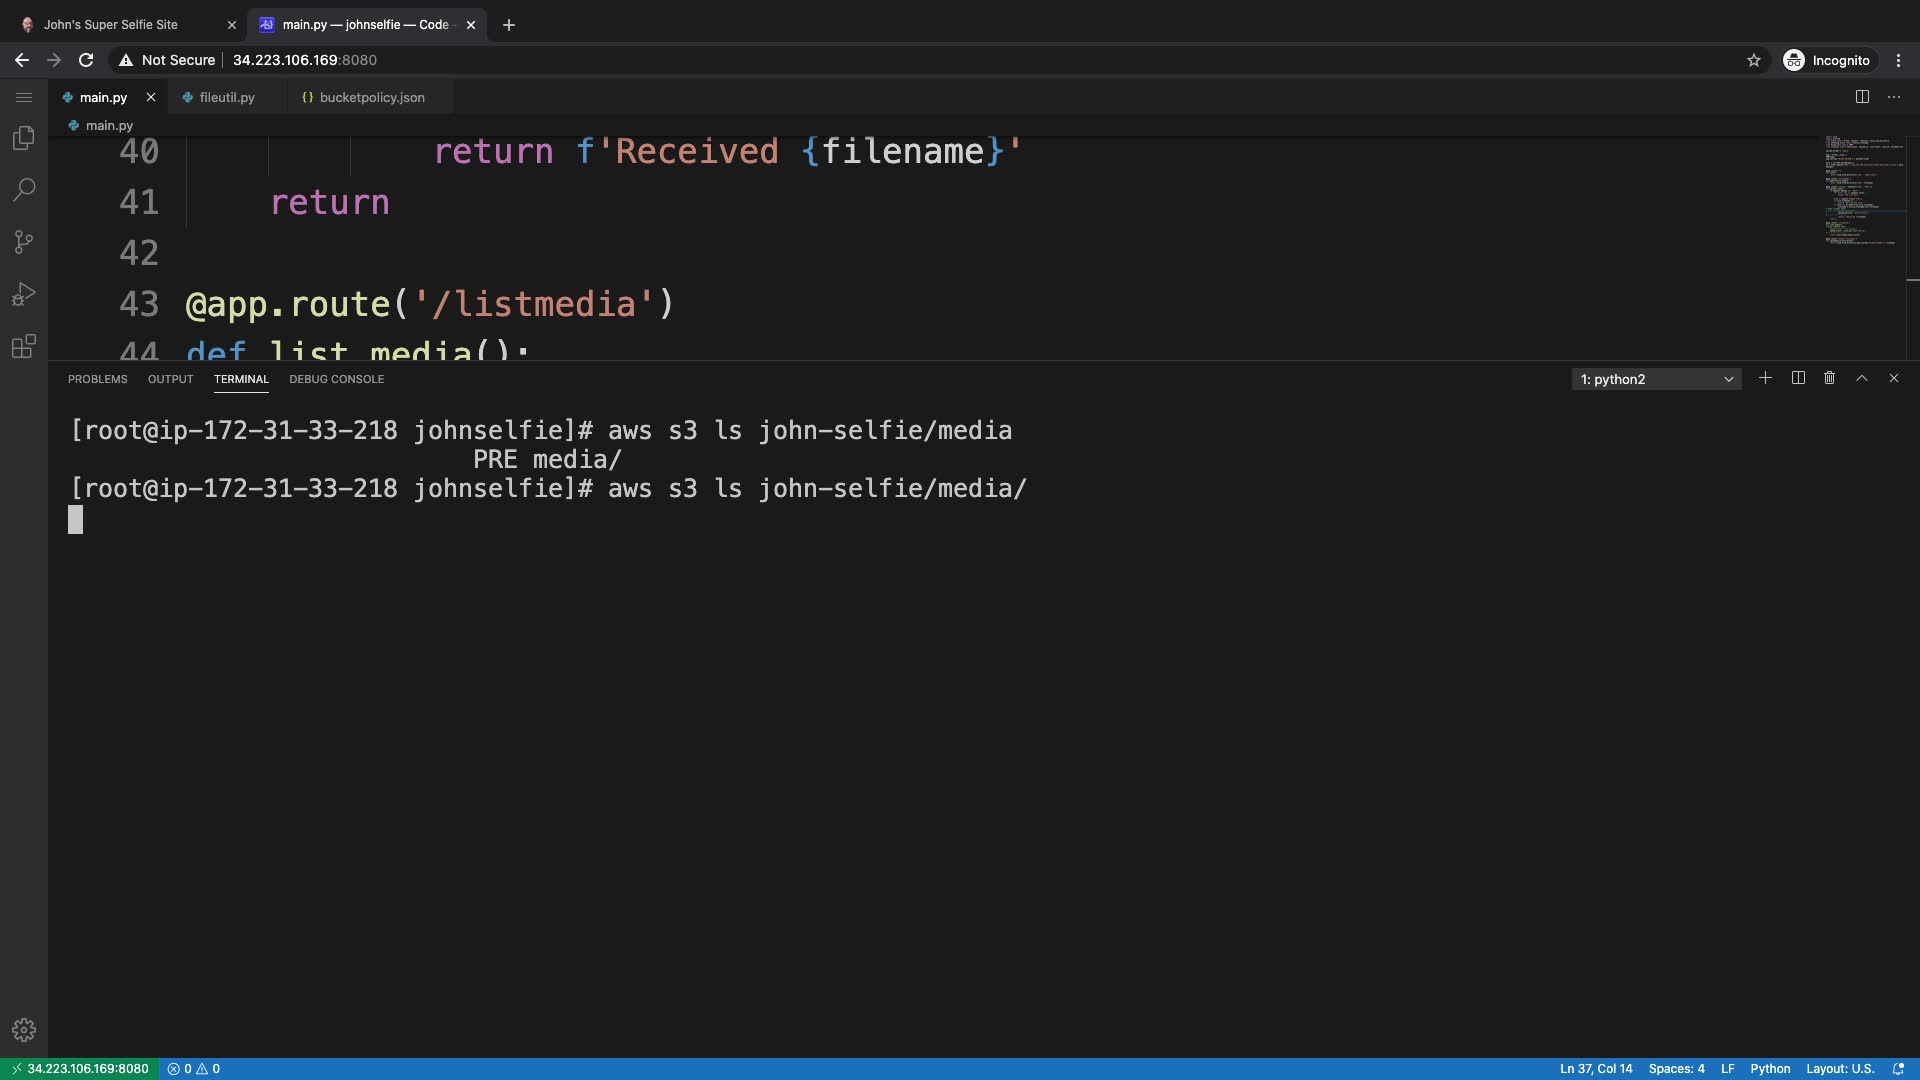 John's Super Selfie Site
main.py — johnselfie — Code -
Not Secure
34.223.106.169:8080
Incognito
main.py
fileutil.py
bucketpolicy.json
main.py
40 return f'Received {filename}'
41 return
42
43 @app.route('/listmedia')
44 def list_media():
PROBLEMS OUTPUT TERMINAL DEBUG CONSOLE
1: python2
[root@ip-172-31-33-218 johnselfie]# aws s3 ls john-selfie/media
PRE media/
[root@ip-172-31-33-218 johnselfie]# aws s3 ls john-selfie/media/
34.223.106.169:8080 0 0 Ln 37, Col 14 Spaces: 4 LF Python Layout: U.S.